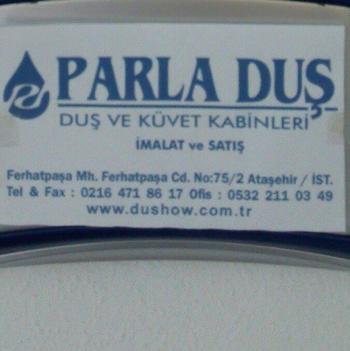 PARLA DUŞ
DUŞ VE KÜVET KABİNLERİ
İMALAT ve SATIŞ
Ferhatpaşa Mh. Ferhatpaşa Cd. No:75/2 Ataşehir / İST.
Tel & Fax : 0216 471 86 17 Ofis : 0532 211 03 49
www.dushow.com.tr